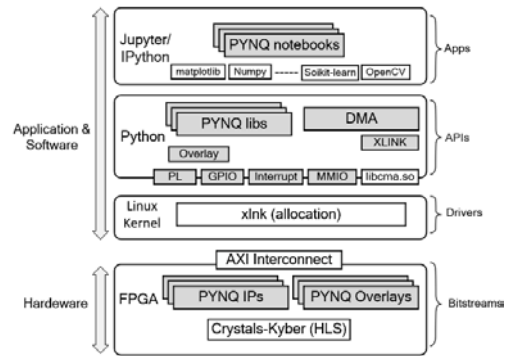 Jupyter/
IPython
PYNQ notebooks
matplotlib
Numpy
Soikit-learn
OpenCV
Apps
Application &
Software
Python
PYNQ libs
DMA
XLINK
Overlay
APIs
PL
GPIO
Interrupt
MMIO
libcma.so
Linux
Kernel
xlnk (allocation)
Drivers
AXI Interconnect
Hardeware
FPGA
PYNQ IPs
PYNQ Overlays
Bitstreams
Crystals-Kyber (HLS)